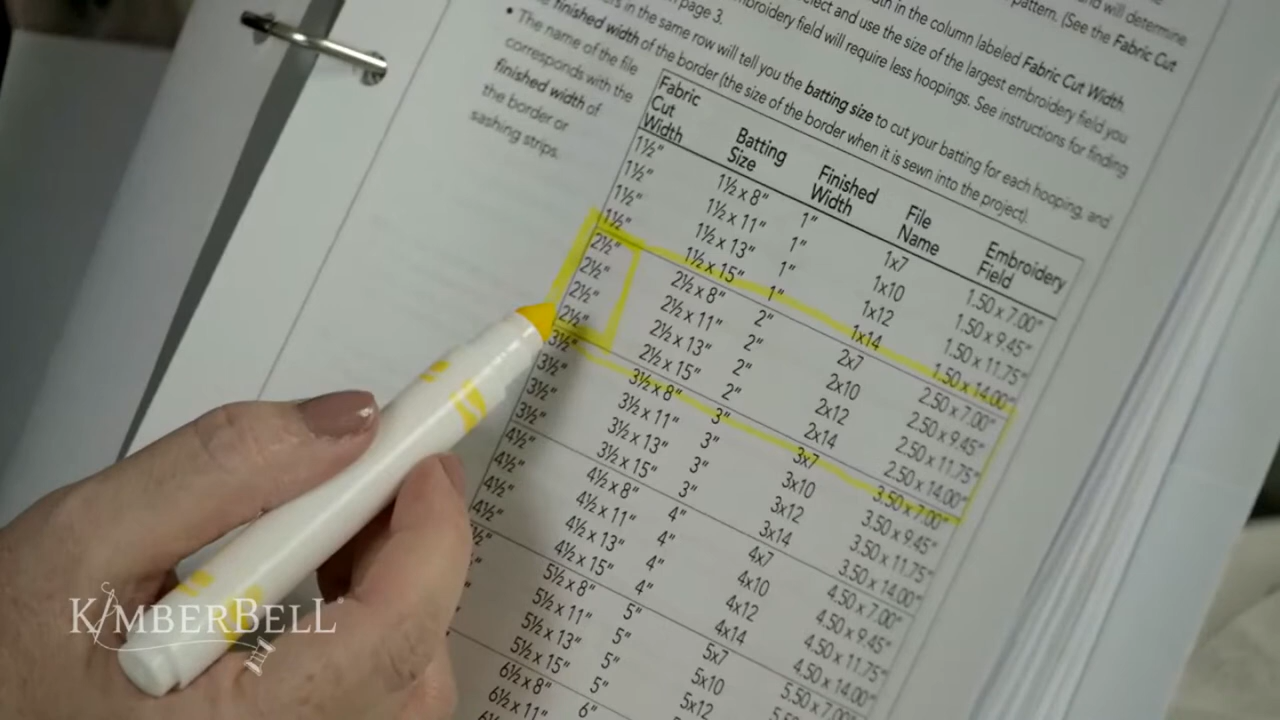 pattern. (See the Fabric Cut
and will determine
in the column labeled Fabric Cut Width.
and use the size of the largest embroidery field you
embroidery field will require less hoopings. See instructions for finding
page 3.
in the same row will tell you the batting size to cut your batting for each hooping, and
finished width of the border (the size of the border when it is sewn into the project).
• The name of the file
corresponds with the
finished width of
the border or
sashing strips.
Fabric Cut Width Batting Size Finished Width File Name Embroidery Field
1½" 1½ x 8" 1" 1x7 1.50 x 7.00"
1½" 1½ x 11" 1" 1x10 1.50 x 9.45"
1½" 1½ x 13" 1" 1x12 1.50 x 11.75"
1½" 1½ x 15" 1" 1x14 1.50 x 14.00"
2½" 2½ x 8" 2" 2x7 2.50 x 7.00"
2½" 2½ x 11" 2" 2x10 2.50 x 9.45"
2½" 2½ x 13" 2" 2x12 2.50 x 11.75"
2½" 2½ x 15" 2" 2x14 2.50 x 14.00"
3½" 3½ x 8" 3" 3x7 3.50 x 7.00"
3½" 3½ x 11" 3" 3x10 3.50 x 9.45"
3½" 3½ x 13" 3" 3x12 3.50 x 11.75"
3½" 3½ x 15" 3" 3x14 3.50 x 14.00"
4½" 4½ x 8" 4" 4x7 4.50 x 7.00"
4½" 4½ x 11" 4" 4x10 4.50 x 9.45"
4½" 4½ x 13" 4" 4x12 4.50 x 11.75"
4½" 4½ x 15" 4" 4x14 4.50 x 14.00"
5½ x 8" 5" 5x7 5.50 x 7.00"
5½ x 11" 5" 5x10
5½ x 13" 5" 5x12
5½ x 15" 5"
6½ x 8" 6"
6½ x 11"
KIMBERBELL